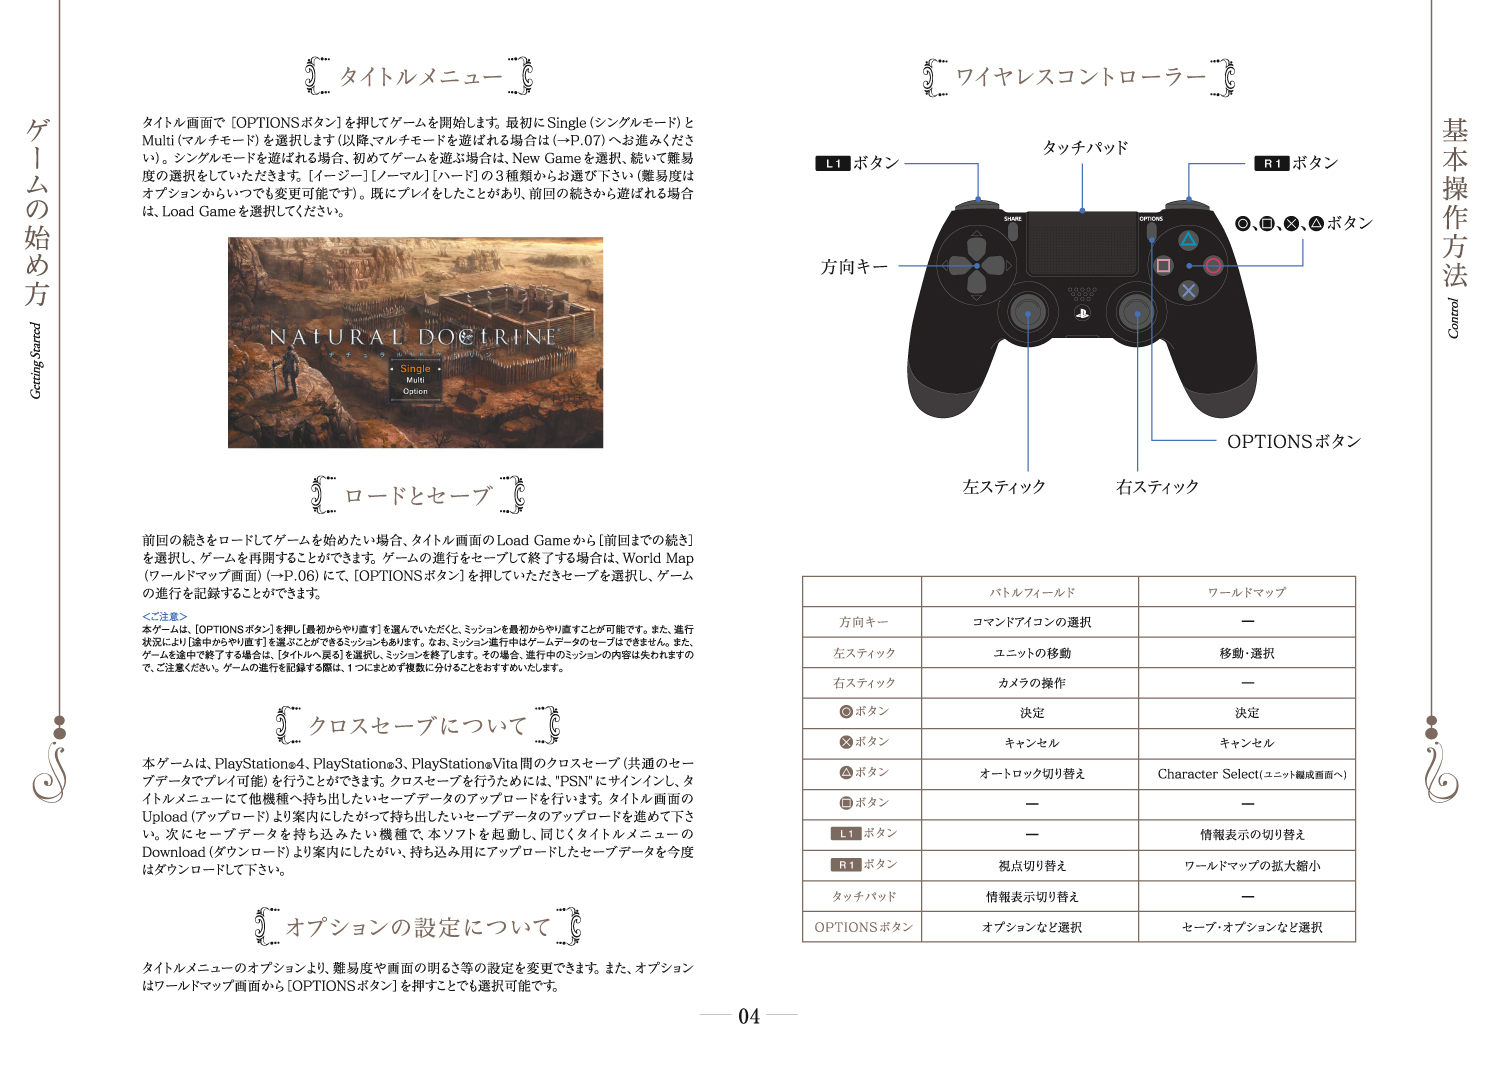 ゲームの始め方
Getting Started
タイトルメニュー
タイトル画面で［OPTIONSボタン］を押してゲームを開始します。最初にSingle（シングルモード）と
Multi（マルチモード）を選択します（以降、マルチモードを遊ばれる場合は（→P.07）へお進みくださ
い）。シングルモードを遊ばれる場合、初めてゲームを遊ぶ場合は、New Gameを選択、続いて難易
度の選択をしていただきます。［イージー］［ノーマル］［ハード］の３種類からお選び下さい（難易度は
オプションからいつでも変更可能です）。既にプレイをしたことがあり、前回の続きから遊ばれる場合
は、Load Gameを選択してください。
NATURAL DOCTRINE
ナチュラル ドクトリン
Single
Multi
Option
ロードとセーブ
前回の続きをロードしてゲームを始めたい場合、タイトル画面のLoad Gameから［前回までの続き］
を選択し、ゲームを再開することができます。ゲームの進行をセーブして終了する場合は、World Map
（ワールドマップ画面）（→P.06）にて、［OPTIONSボタン］を押していただきセーブを選択し、ゲーム
の進行を記録することができます。
＜ご注意＞
本ゲームは、［OPTIONSボタン］を押し［最初からやり直す］を選んでいただくと、ミッションを最初からやり直すことが可能です。また、進行
状況により［途中からやり直す］を選ぶことができるミッションもあります。なお、ミッション進行中はゲームデータのセーブはできません。また、
ゲームを途中で終了する場合は、［タイトルへ戻る］を選択し、ミッションを終了します。その場合、進行中のミッションの内容は失われますの
で、ご注意ください。ゲームの進行を記録する際は、１つにまとめず複数に分けることをおすすめいたします。
クロスセーブについて
本ゲームは、PlayStation®4、PlayStation®3、PlayStation®Vita間のクロスセーブ（共通のセー
ブデータでプレイ可能）を行うことができます。クロスセーブを行うためには、"PSN"にサインインし、タ
イトルメニューにて他機種へ持ち出したいセーブデータのアップロードを行います。タイトル画面の
Upload（アップロード）より案内にしたがって持ち出したいセーブデータのアップロードを進めて下さ
い。次にセーブデータを持ち込みたい機種で、本ソフトを起動し、同じくタイトルメニューの
Download（ダウンロード）より案内にしたがい、持ち込み用にアップロードしたセーブデータを今度
はダウンロードして下さい。
オプションの設定について
タイトルメニューのオプションより、難易度や画面の明るさ等の設定を変更できます。また、オプション
はワールドマップ画面から［OPTIONSボタン］を押すことでも選択可能です。
04
基本操作方法
Control
ワイヤレスコントローラー
L1 ボタン
タッチパッド
R1 ボタン
SHARE
OPTIONS
◎、□、×、△ボタン
方向キー
OPTIONSボタン
左スティック
右スティック
バトルフィールド ワールドマップ
方向キー コマンドアイコンの選択 ー
左スティック ユニットの移動 移動・選択
右スティック カメラの操作 ー
◎ボタン 決定 決定
×ボタン キャンセル キャンセル
△ボタン オートロック切り替え Character Select（ユニット編成画面へ）
□ボタン ー ー
L1 ボタン ー 情報表示の切り替え
R1 ボタン 視点切り替え ワールドマップの拡大縮小
タッチパッド 情報表示切り替え ー
OPTIONSボタン オプションなど選択 セーブ・オプションなど選択